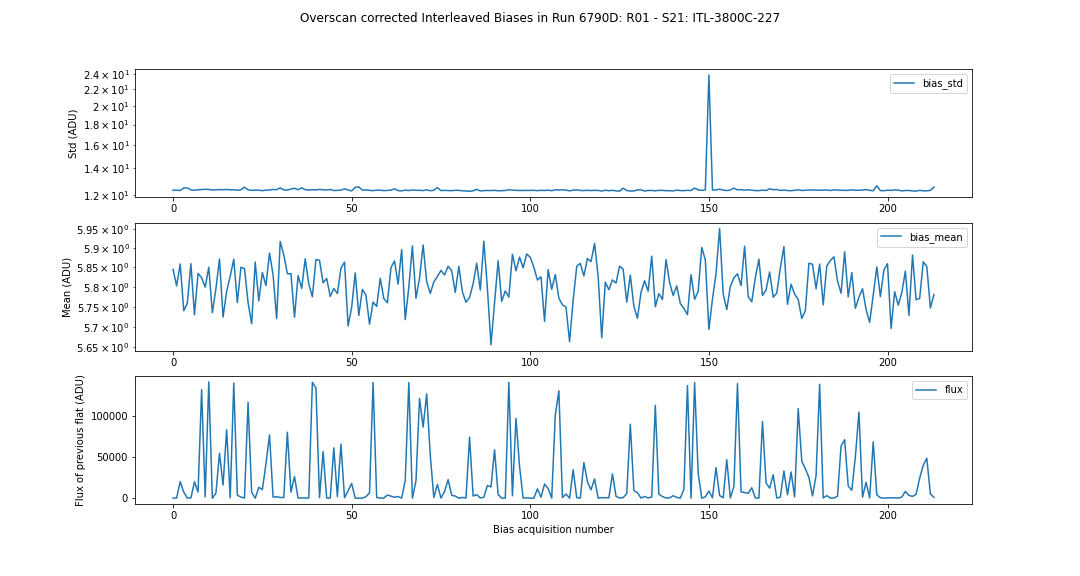 Overscan corrected Interleaved Biases in Run 6790D: R01 - S21: ITL-3800C-227
Std (ADU)
2.4 × 10¹
2.2 × 10¹
2 × 10¹
1.8 × 10¹
1.6 × 10¹
1.4 × 10¹
1.2 × 10¹
bias_std
0 50 100 150 200
Mean (ADU)
5.95 × 10⁰
5.9 × 10⁰
5.85 × 10⁰
5.8 × 10⁰
5.75 × 10⁰
5.7 × 10⁰
5.65 × 10⁰
bias_mean
0 50 100 150 200
Flux of previous flat (ADU)
100000
50000
0
flux
0 50 100 150 200
Bias acquisition number